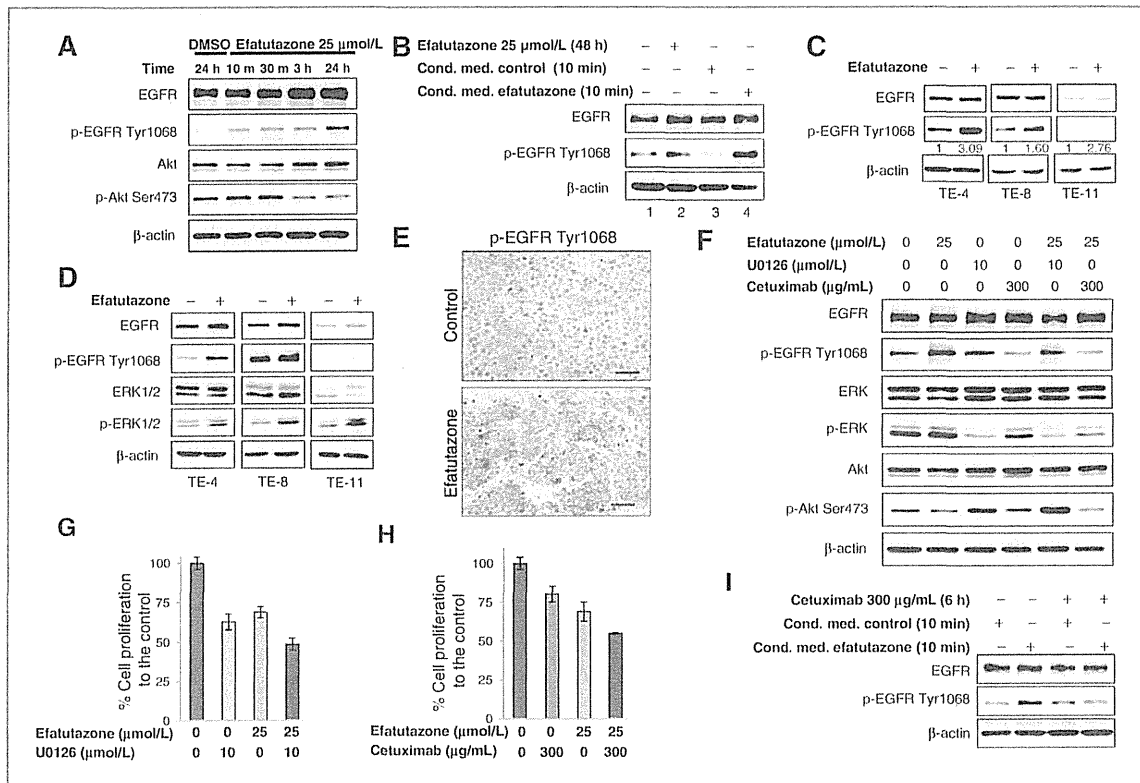 A
DMSO Efatutazone 25 µmol/L
Time 24 h 10 m 30 m 3 h 24 h
EGFR
p-EGFR Tyr1068
Akt
p-Akt Ser473
β-actin
B
Efatutazone 25 µmol/L (48 h) – + – –
Cond. med. control (10 min) – – + –
Cond. med. efatutazone (10 min) – – – +
EGFR
p-EGFR Tyr1068
β-actin
1 2 3 4
C
Efatutazone – + – + – +
EGFR
p-EGFR Tyr1068
1 3.09 1 1.60 1 2.76
β-actin
TE-4 TE-8 TE-11
D
Efatutazone – + – + – +
EGFR
p-EGFR Tyr1068
ERK1/2
p-ERK1/2
β-actin
TE-4 TE-8 TE-11
E
p-EGFR Tyr1068
Control
Efatutazone
F
Efatutazone (µmol/L) 0 25 0 0 25 25
U0126 (µmol/L) 0 0 10 0 10 0
Cetuximab (µg/mL) 0 0 0 300 0 300
EGFR
p-EGFR Tyr1068
ERK
p-ERK
Akt
p-Akt Ser473
β-actin
G
% Cell proliferation
to the control
100
75
50
25
0
Efatutazone (µmol/L) 0 0 25 25
U0126 (µmol/L) 0 10 0 10
H
% Cell proliferation
to the control
100
75
50
25
0
Efatutazone (µmol/L) 0 0 25 25
Cetuximab (µg/mL) 0 300 0 300
I
Cetuximab 300 µg/mL (6 h) – – + +
Cond. med. control (10 min) + – + –
Cond. med. efatutazone (10 min) – + – +
EGFR
p-EGFR Tyr1068
β-actin